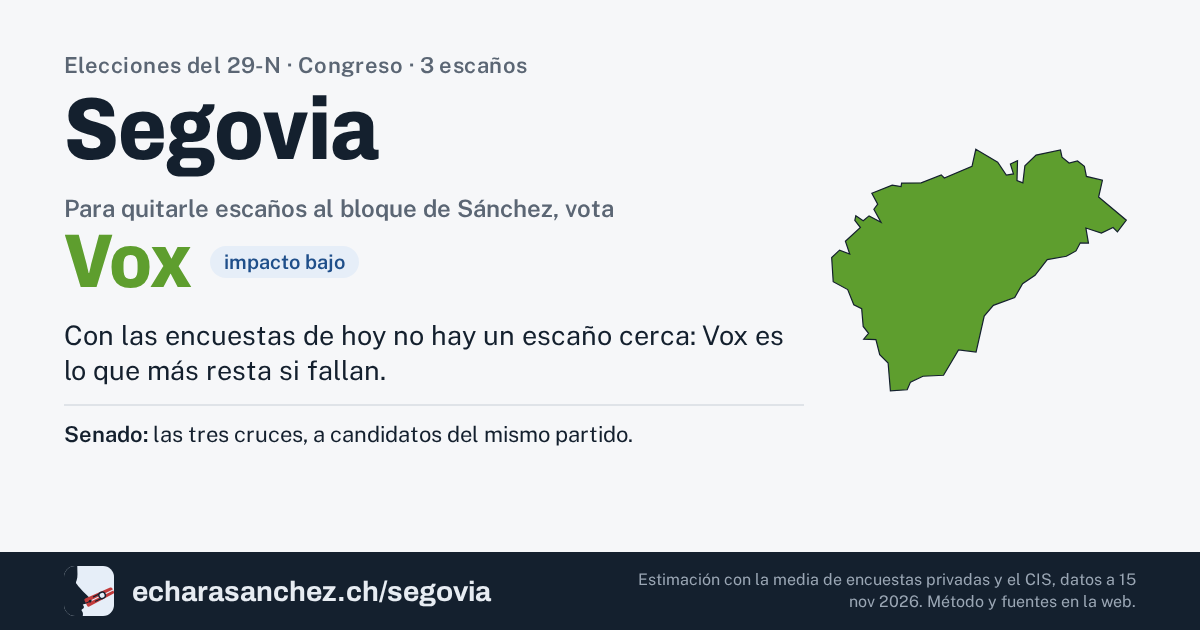 Elecciones del 29-N · Congreso · 3 escaños
Segovia
Para quitarle escaños al bloque de Sánchez, vota
Vox impacto bajo
Con las encuestas de hoy no hay un escaño cerca: Vox es
lo que más resta si fallan.
Senado: las tres cruces, a candidatos del mismo partido.
echarasanchez.ch/segovia
Estimación con la media de encuestas privadas y el CIS, datos a 15
nov 2026. Método y fuentes en la web.